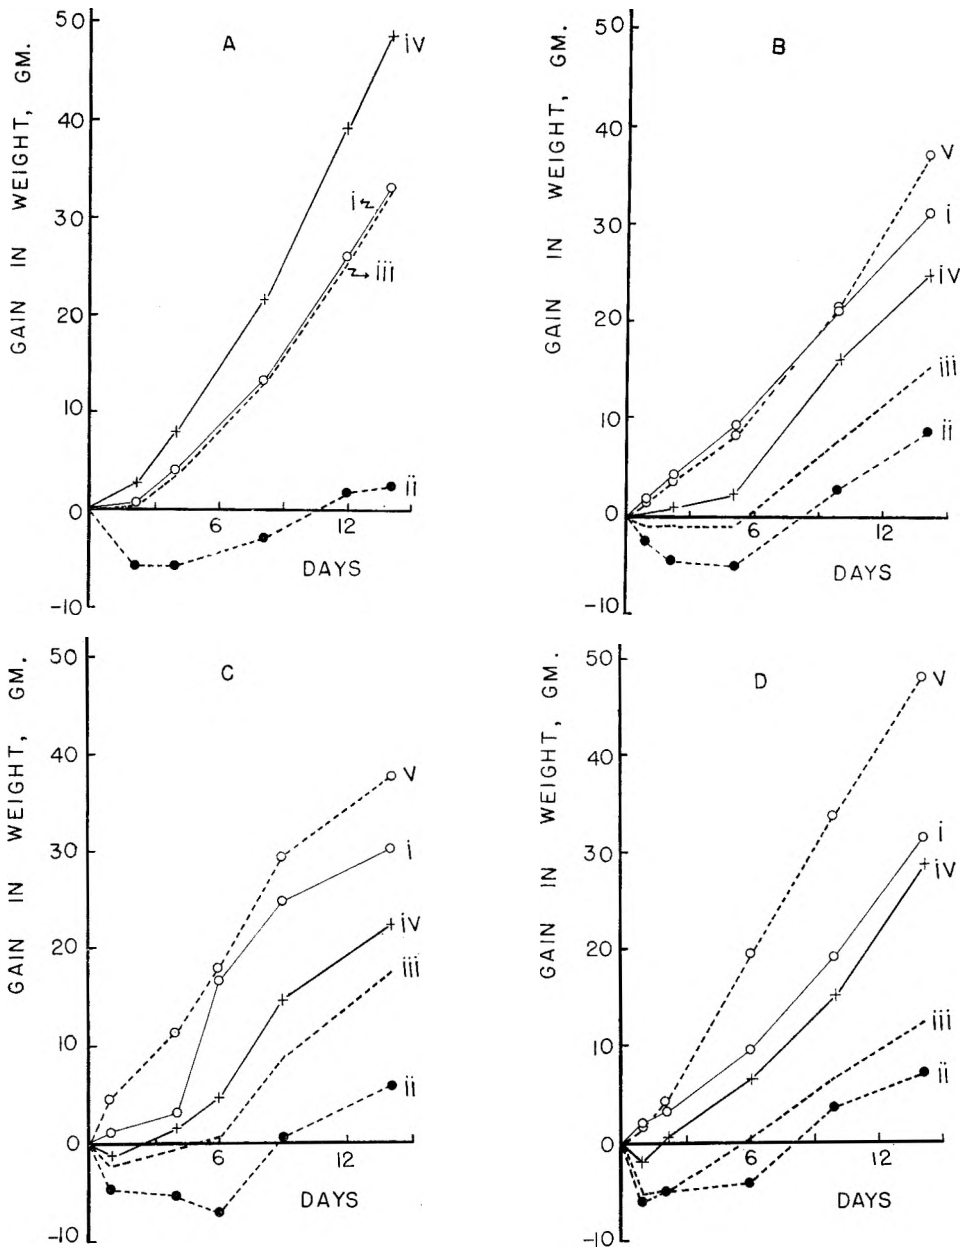 A
GAIN IN WEIGHT, GM.
50
40
30
20
10
0
-10
6
12
DAYS
iv
i
iii
ii
B
GAIN IN WEIGHT, GM.
50
40
30
20
10
0
-10
6
12
DAYS
v
i
iv
iii
ii
C
GAIN IN WEIGHT, GM.
50
40
30
20
10
0
-10
6
12
DAYS
v
i
iv
iii
ii
D
GAIN IN WEIGHT, GM.
50
40
30
20
10
0
-10
6
12
DAYS
v
i
iv
iii
ii